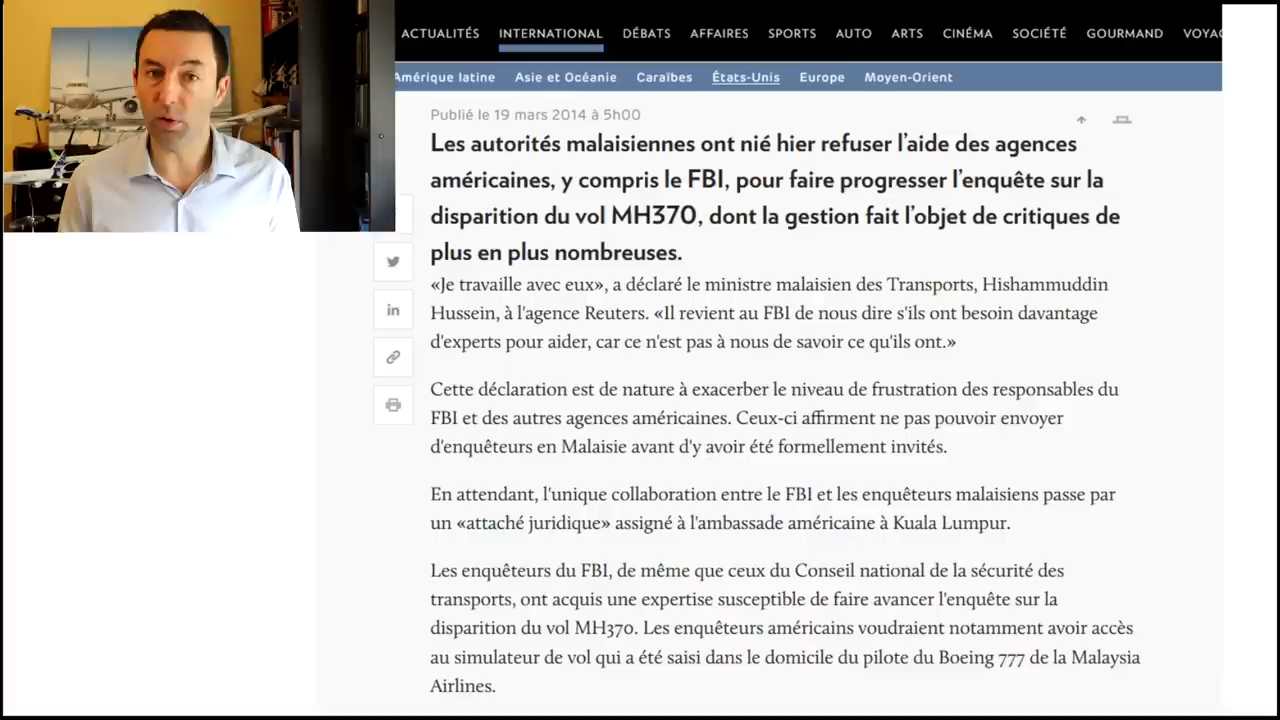 ACTUALITÉS INTERNATIONAL DÉBATS AFFAIRES SPORTS AUTO ARTS CINÉMA SOCIÉTÉ GOURMAND VOYAG
Amérique latine Asie et Océanie Caraïbes États-Unis Europe Moyen-Orient
Publié le 19 mars 2014 à 5h00
Les autorités malaisiennes ont nié hier refuser l'aide des agences
américaines, y compris le FBI, pour faire progresser l'enquête sur la
disparition du vol MH370, dont la gestion fait l'objet de critiques de
plus en plus nombreuses.
«Je travaille avec eux», a déclaré le ministre malaisien des Transports, Hishammuddin
Hussein, à l'agence Reuters. «Il revient au FBI de nous dire s'ils ont besoin davantage
d'experts pour aider, car ce n'est pas à nous de savoir ce qu'ils ont.»
Cette déclaration est de nature à exacerber le niveau de frustration des responsables du
FBI et des autres agences américaines. Ceux-ci affirment ne pas pouvoir envoyer
d'enquêteurs en Malaisie avant d'y avoir été formellement invités.
En attendant, l'unique collaboration entre le FBI et les enquêteurs malaisiens passe par
un «attaché juridique» assigné à l'ambassade américaine à Kuala Lumpur.
Les enquêteurs du FBI, de même que ceux du Conseil national de la sécurité des
transports, ont acquis une expertise susceptible de faire avancer l'enquête sur la
disparition du vol MH370. Les enquêteurs américains voudraient notamment avoir accès
au simulateur de vol qui a été saisi dans le domicile du pilote du Boeing 777 de la Malaysia
Airlines.